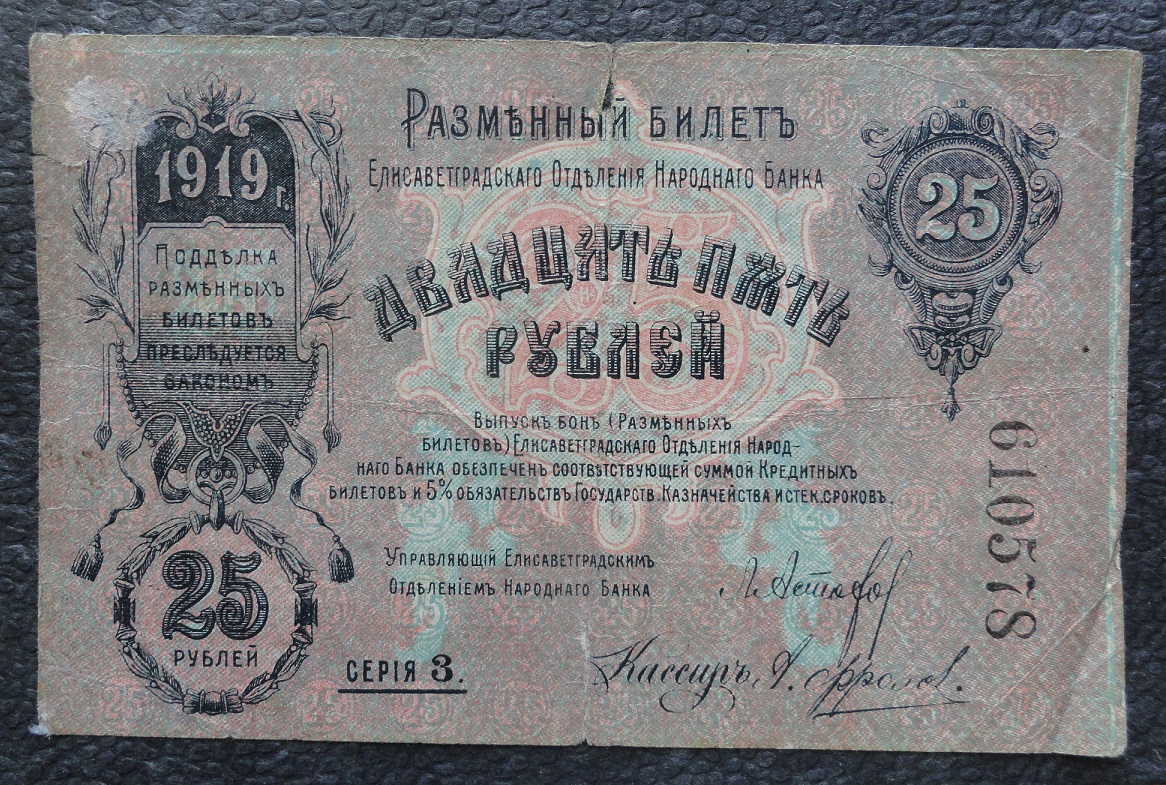 Размѣнный билетъ
Елисаветградскаго Отдѣленія Народнаго Банка
1919 г.
Поддѣлка
размѣнныхъ
билетовъ
преслѣдуется
закономъ
25
Двадцать пять
рублей
Выпускъ бонъ (Размѣнныхъ
билетовъ) Елисаветградскаго Отдѣленія Народ-
наго Банка обезпеченъ соотвѣтствующей суммой Кредитныхъ
билетовъ и 5% обязательствъ Государств. Казначейства истек. сроковъ.
610578
Управляющій Елисаветградскимъ
Отдѣленіемъ Народнаго Банка
25
рублей
Серія 3.
Кассиръ А. Фролов.